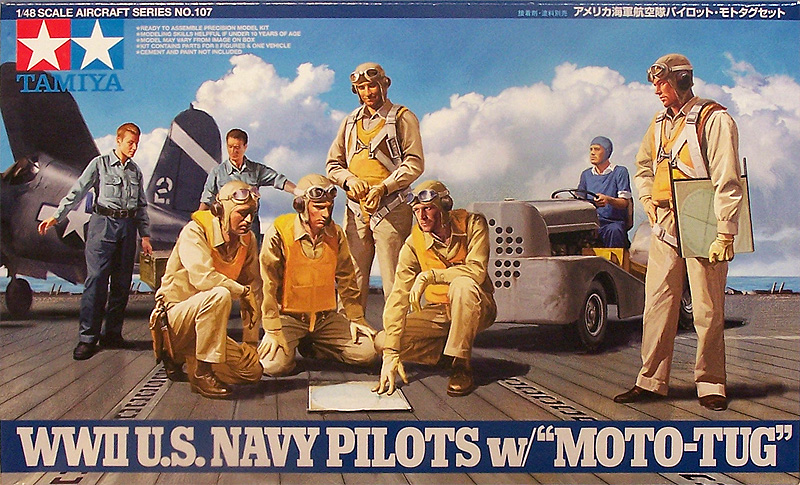 1/48 SCALE AIRCRAFT SERIES NO.107
接着剤・塗料別売
アメリカ海軍航空隊パイロット・モトタグセット
★READY TO ASSEMBLE PRECISION MODEL KIT
★MODELING SKILLS HELPFUL IF UNDER 10 YEARS OF AGE
★MODEL MAY VARY FROM IMAGE ON BOX
★KIT CONTAINS PARTS FOR 8 FIGURES & ONE VEHICLE
★CEMENT AND PAINT NOT INCLUDED
TAMIYA
WWII U.S. NAVY PILOTS w/"MOTO-TUG"